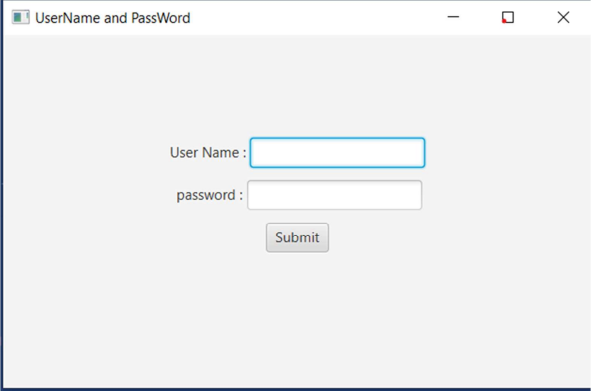 UserName and PassWord
User Name :
password :
Submit